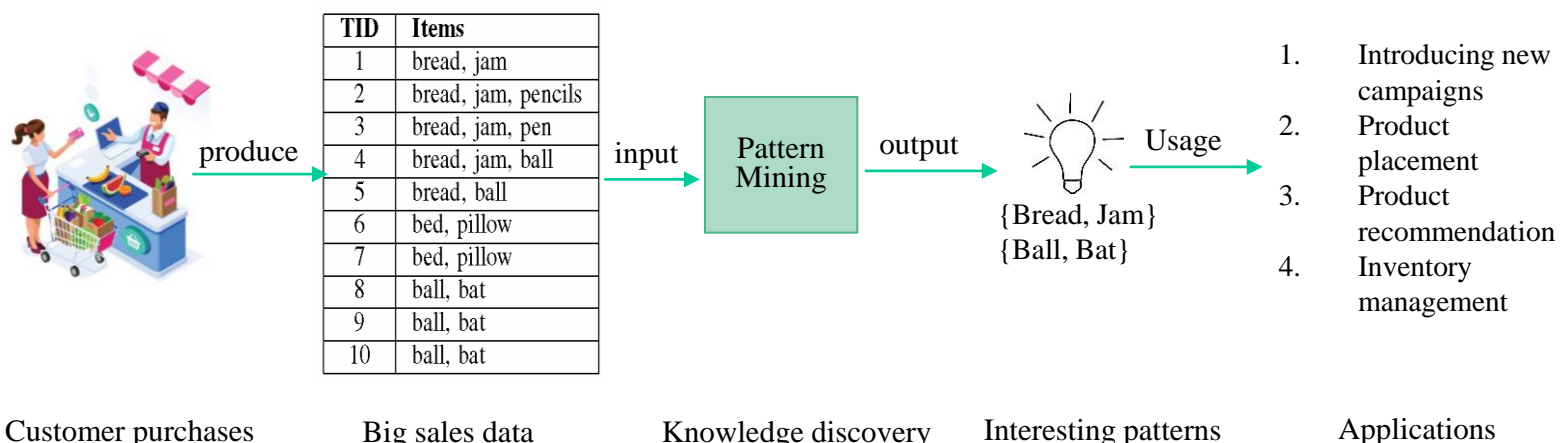 TID Items
1 bread, jam
2 bread, jam, pencils
3 bread, jam, pen
4 bread, jam, ball
5 bread, ball
6 bed, pillow
7 bed, pillow
8 ball, bat
9 ball, bat
10 ball, bat
produce
input
Pattern
Mining
output
{Bread, Jam}
{Ball, Bat}
Usage
1. Introducing new
campaigns
2. Product
placement
3. Product
recommendation
4. Inventory
management
Customer purchases
Big sales data
Knowledge discovery
Interesting patterns
Applications